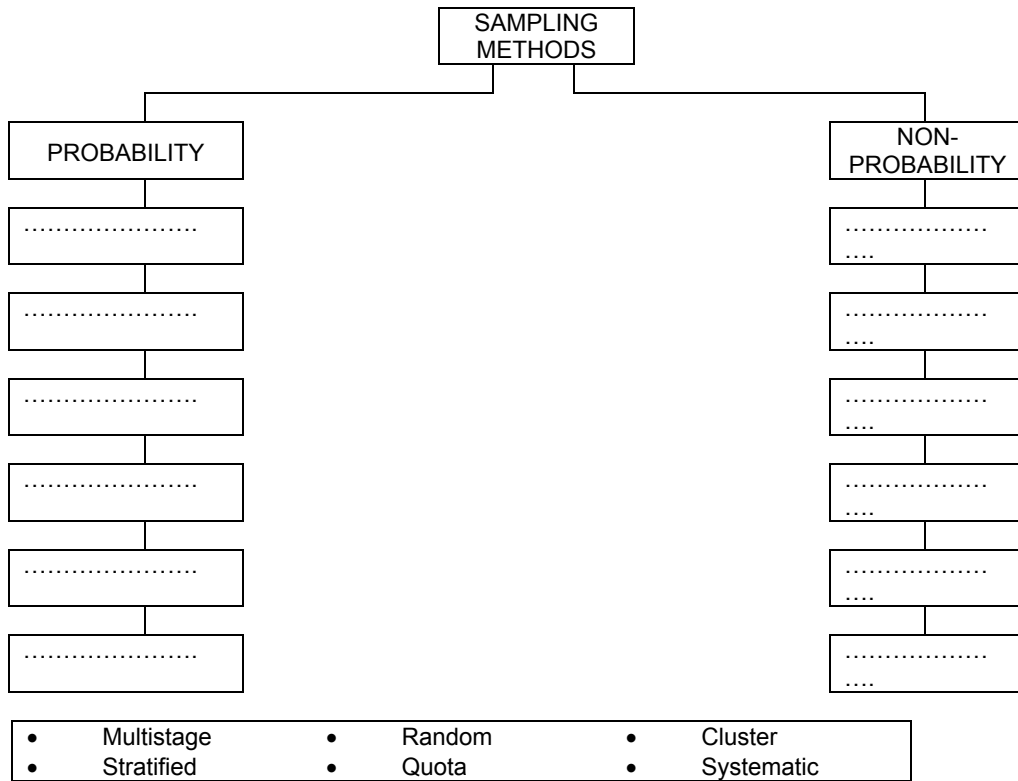 SAMPLING
METHODS
PROBABILITY
NON-
PROBABILITY
………………….
………………
….
………………….
………………
….
………………….
………………
….
………………….
………………
….
………………….
………………
….
………………….
………………
….
• Multistage • Random • Cluster
• Stratified • Quota • Systematic